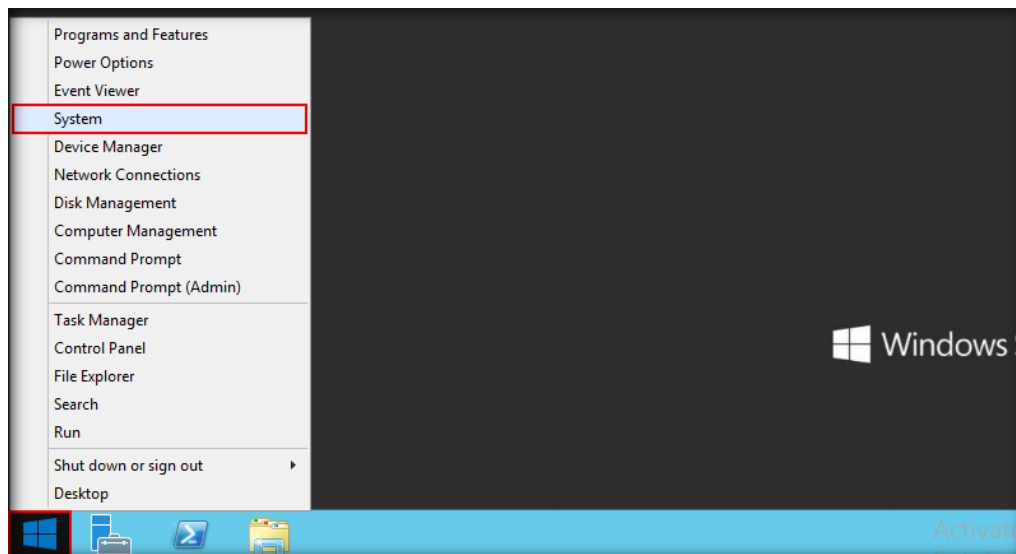 Programs and Features
Power Options
Event Viewer
System
Device Manager
Network Connections
Disk Management
Computer Management
Command Prompt
Command Prompt (Admin)
Task Manager
Control Panel
File Explorer
Search
Run
Shut down or sign out
Desktop
Windows
Activate